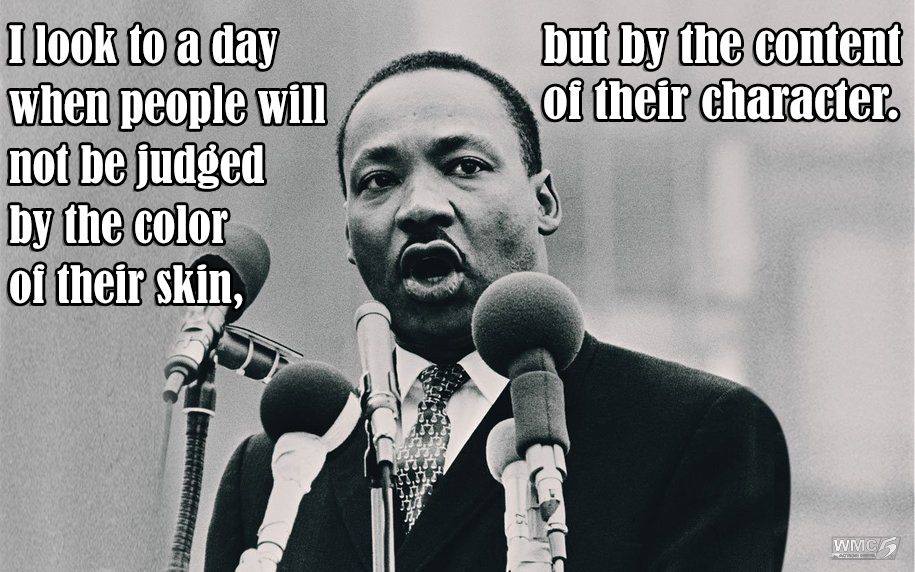 I look to a day
when people will
not be judged
by the color
of their skin,
but by the content
of their character.
WMC 5